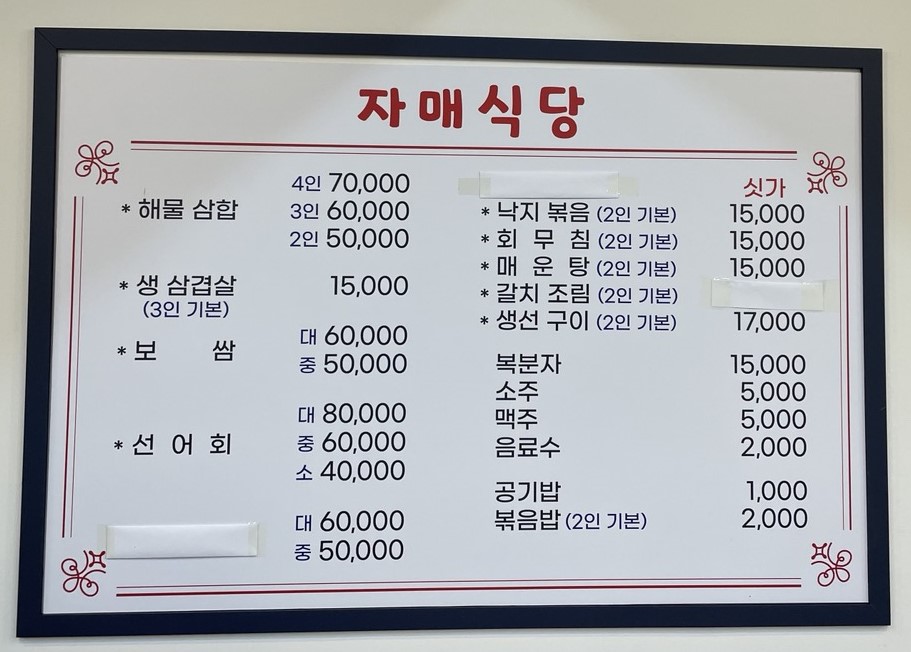 자매식당
4인 70,000
* 해물 삼합 3인 60,000
2인 50,000
* 생 삼겹살 15,000
(3인 기본)
* 보 쌈 대 60,000
중 50,000
대 80,000
* 선 어 회 중 60,000
소 40,000
대 60,000
중 50,000
싯가
* 낙지 볶음 (2인 기본) 15,000
* 회 무 침 (2인 기본) 15,000
* 매 운 탕 (2인 기본) 15,000
* 갈치 조림 (2인 기본)
* 생선 구이 (2인 기본) 17,000
복분자 15,000
소주 5,000
맥주 5,000
음료수 2,000
공기밥 1,000
볶음밥 (2인 기본) 2,000